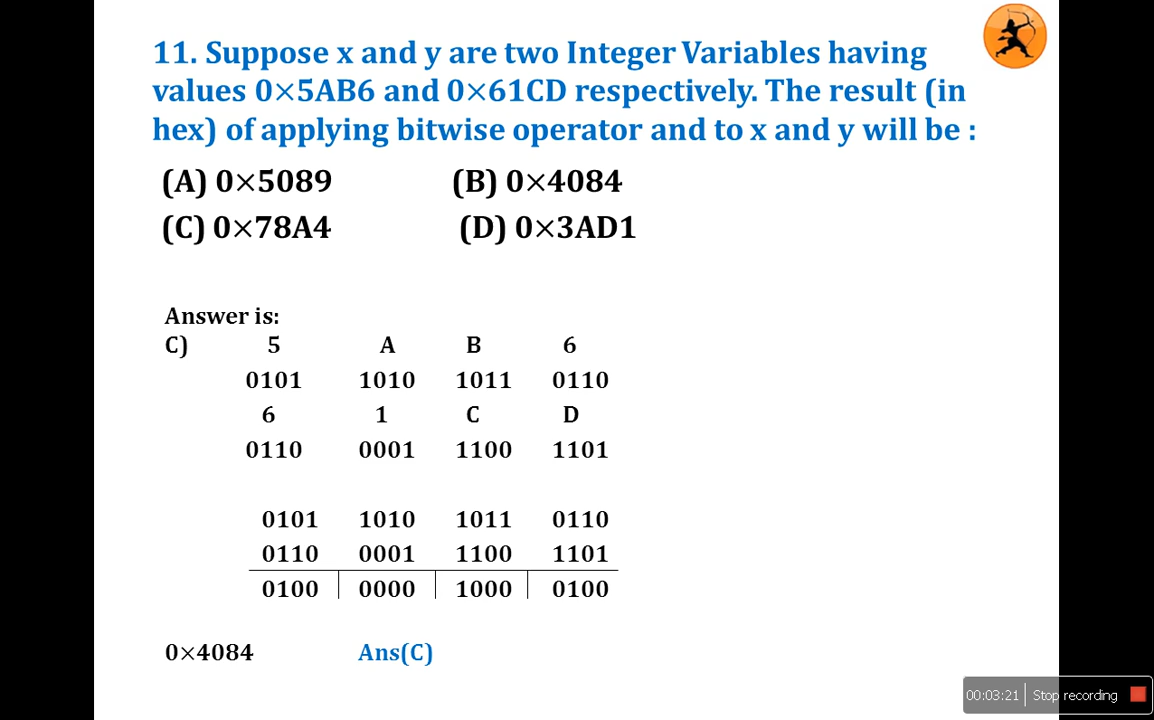 11. Suppose x and y are two Integer Variables having
values 0×5AB6 and 0×61CD respectively. The result (in
hex) of applying bitwise operator and to x and y will be :
(A) 0×5089 (B) 0×4084
(C) 0×78A4 (D) 0×3AD1
Answer is:
C) 5 A B 6
0101 1010 1011 0110
6 1 C D
0110 0001 1100 1101
0101 1010 1011 0110
0110 0001 1100 1101
0100 0000 1000 0100
0×4084 Ans(C)
00:03:21 Stop recording